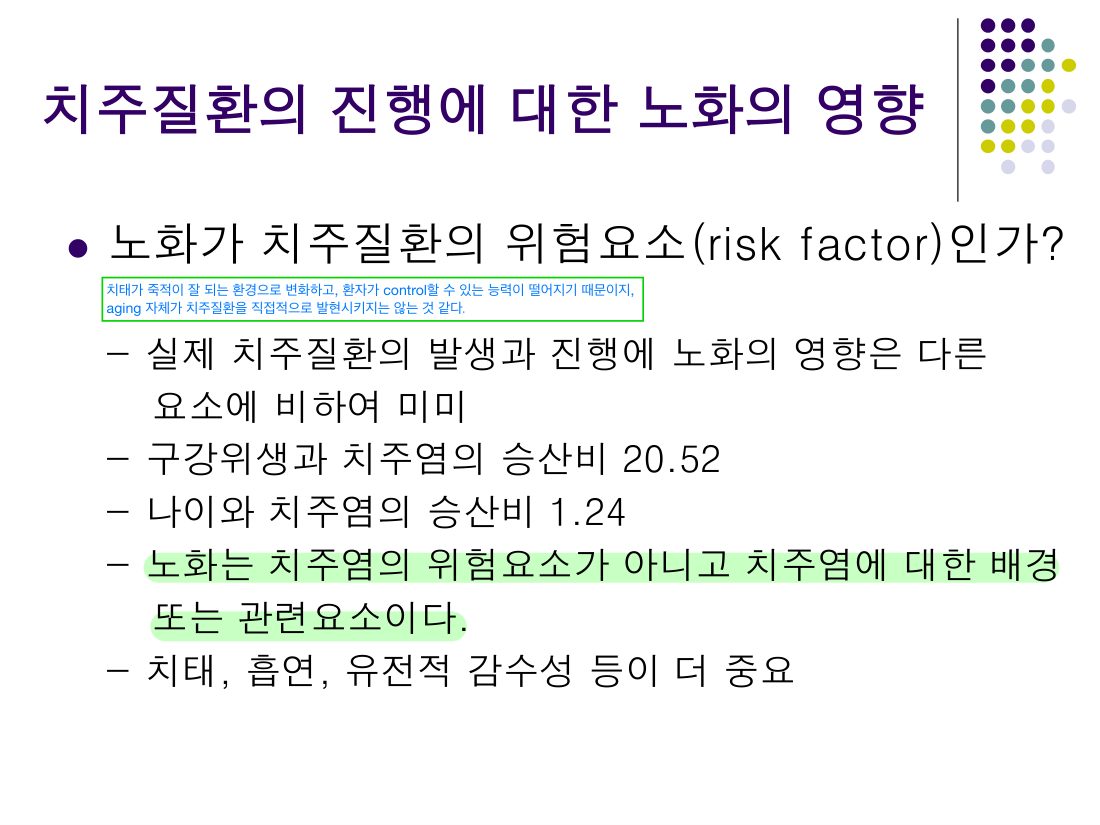 치주질환의 진행에 대한 노화의 영향
● 노화가 치주질환의 위험요소(risk factor)인가?
치태가 죽적이 잘 되는 환경으로 변화하고, 환자가 control할 수 있는 능력이 떨어지기 때문이지,
aging 자체가 치주질환을 직접적으로 발현시키지는 않는 것 같다.
– 실제 치주질환의 발생과 진행에 노화의 영향은 다른
요소에 비하여 미미
– 구강위생과 치주염의 승산비 20.52
– 나이와 치주염의 승산비 1.24
– 노화는 치주염의 위험요소가 아니고 치주염에 대한 배경
또는 관련요소이다.
– 치태, 흡연, 유전적 감수성 등이 더 중요